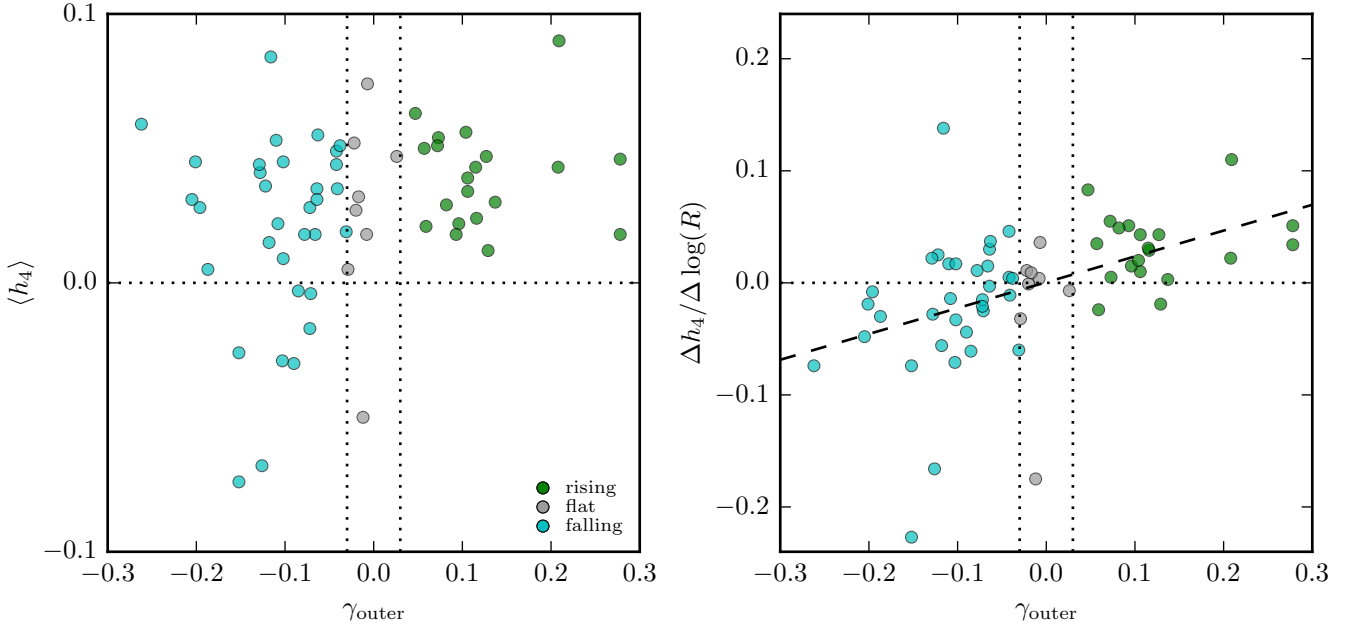 0.1
0.0
−0.1
⟨h₄⟩
rising
flat
falling
−0.3 −0.2 −0.1 0.0 0.1 0.2 0.3
γouter
0.2
0.1
0.0
−0.1
−0.2
Δh₄/Δ log(R)
−0.3 −0.2 −0.1 0.0 0.1 0.2 0.3
γouter